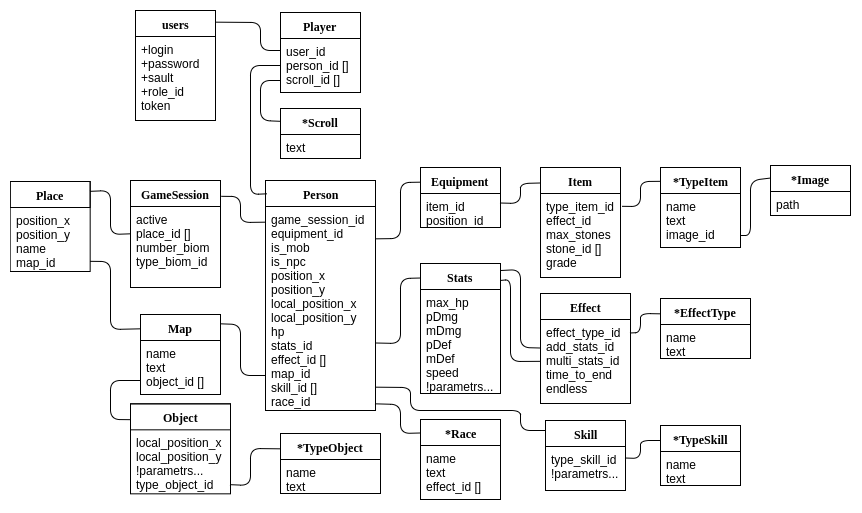 users
+login
+password
+sault
+role_id
token
Player
user_id
person_id []
scroll_id []
*Scroll
text
Place
position_x
position_y
name
map_id
GameSession
active
place_id []
number_biom
type_biom_id
Person
game_session_id
equipment_id
is_mob
is_npc
position_x
position_y
local_position_x
local_position_y
hp
stats_id
effect_id []
map_id
skill_id []
race_id
Equipment
item_id
position_id
Item
type_item_id
effect_id
max_stones
stone_id []
grade
*TypeItem
name
text
image_id
*Image
path
Stats
max_hp
pDmg
mDmg
pDef
mDef
speed
!parametrs...
Effect
effect_type_id
add_stats_id
multi_stats_id
time_to_end
endless
*EffectType
name
text
Map
name
text
object_id []
Object
local_position_x
local_position_y
!parametrs...
type_object_id
*TypeObject
name
text
*Race
name
text
effect_id []
Skill
type_skill_id
!parametrs...
*TypeSkill
name
text